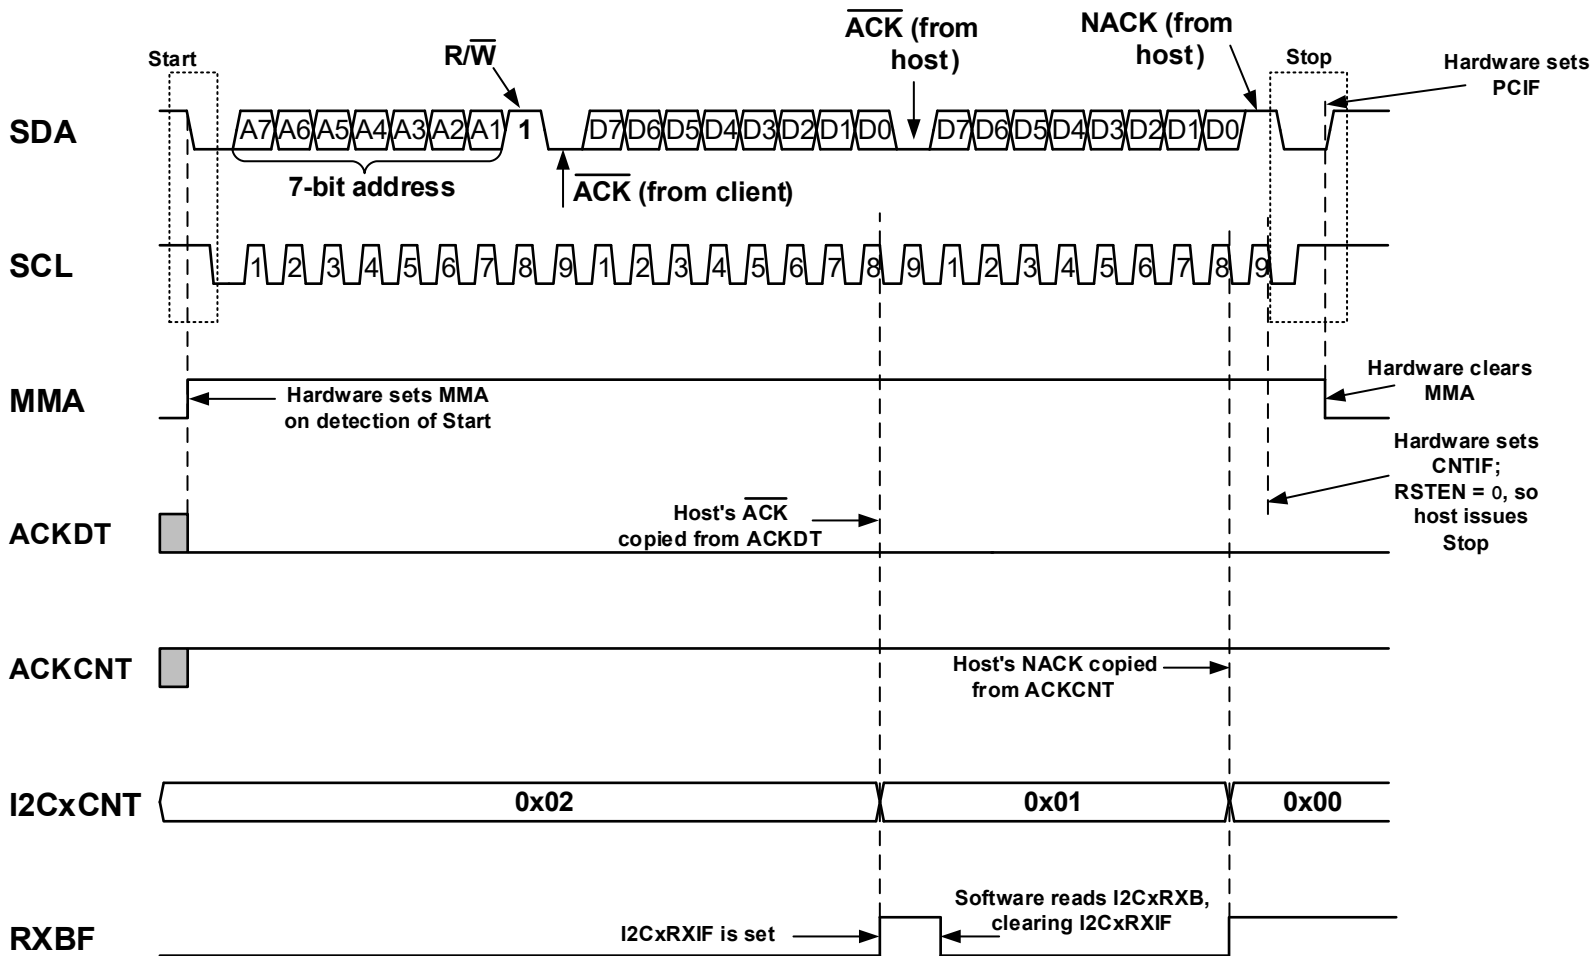 Start
R/W̅
A̅C̅K̅ (from
host)
NACK (from
host)
Stop
Hardware sets
PCIF
SDA
A7 A6 A5 A4 A3 A2 A1 1 D7 D6 D5 D4 D3 D2 D1 D0 D7 D6 D5 D4 D3 D2 D1 D0
7-bit address
A̅C̅K̅ (from client)
SCL
1 2 3 4 5 6 7 8 9 1 2 3 4 5 6 7 8 9 1 2 3 4 5 6 7 8 9
MMA
Hardware sets MMA
on detection of Start
Hardware clears
MMA
Hardware sets
CNTIF;
RSTEN = 0, so
host issues
Stop
ACKDT
Host's A̅C̅K̅
copied from ACKDT
ACKCNT
Host's NACK copied
from ACKCNT
I2CxCNT
0x02 0x01 0x00
RXBF
I2CxRXIF is set
Software reads I2CxRXB,
clearing I2CxRXIF